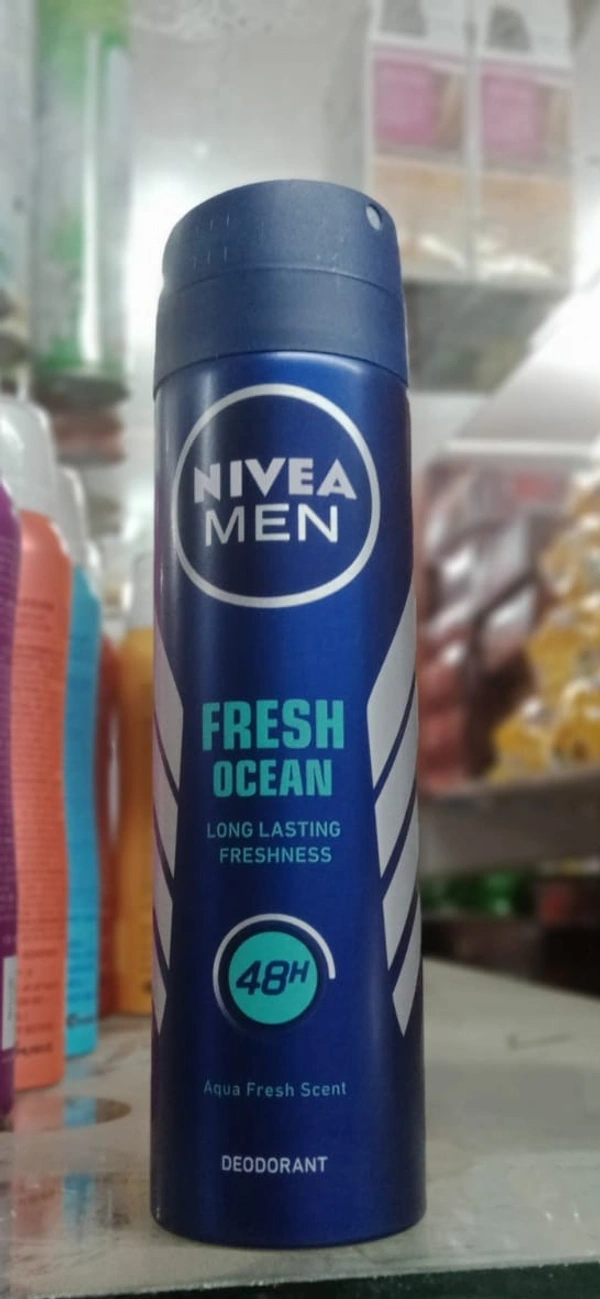 NIVEA
MEN
FRESH
OCEAN
LONG LASTING
FRESHNESS
48H
Aqua Fresh Scent
DEODORANT